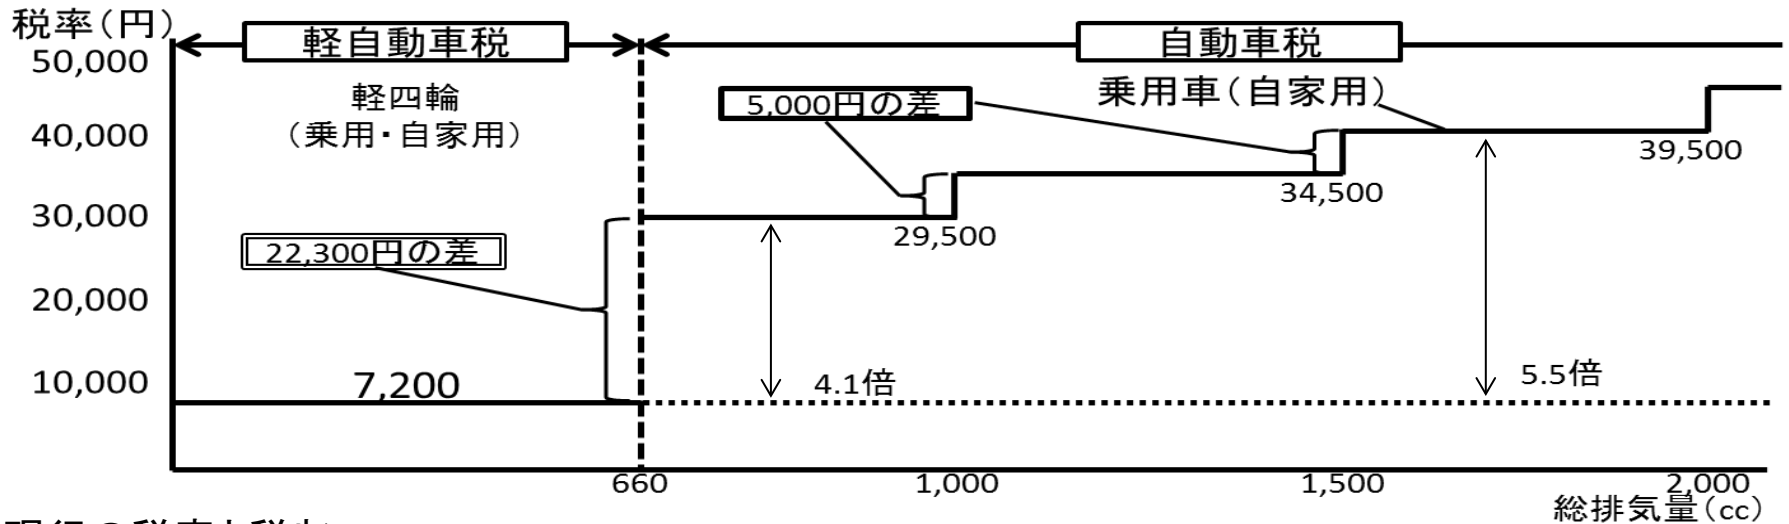 税率(円)
軽自動車税
自動車税
50,000
軽四輪
(乗用・自家用)
5,000円の差
乗用車(自家用)
40,000
39,500
34,500
30,000
29,500
22,300円の差
20,000
10,000
7,200
4.1倍
5.5倍
660
1,000
1,500
2,000
総排気量(cc)